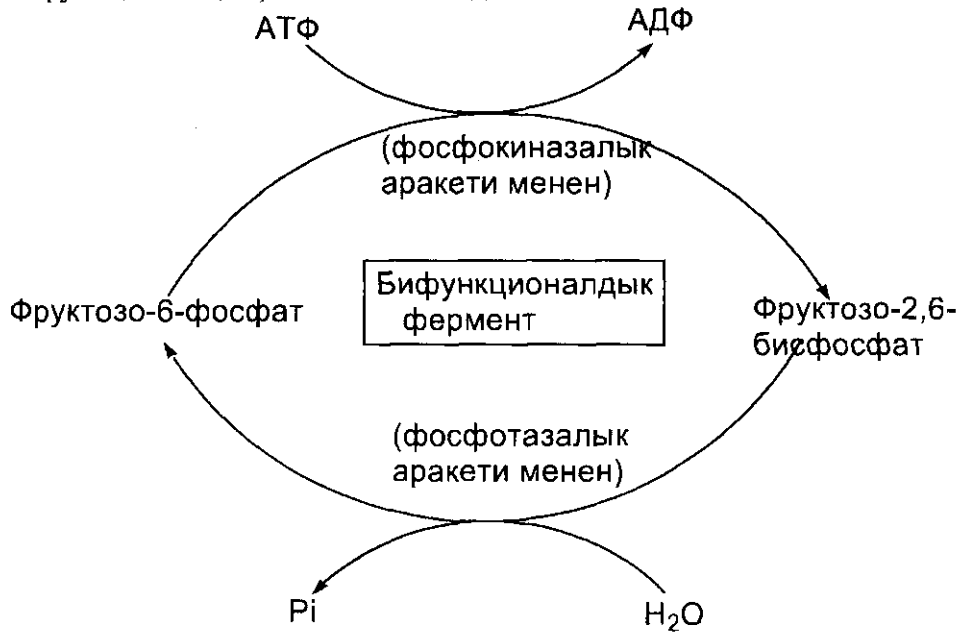 АТФ
АДФ
(фосфокиназалык
аракети менен)
Бифункционалдык
фермент
Фруктозо-6-фосфат
Фруктозо-2,6-
бисфосфат
(фосфотазалык
аракети менен)
Pi
H₂O